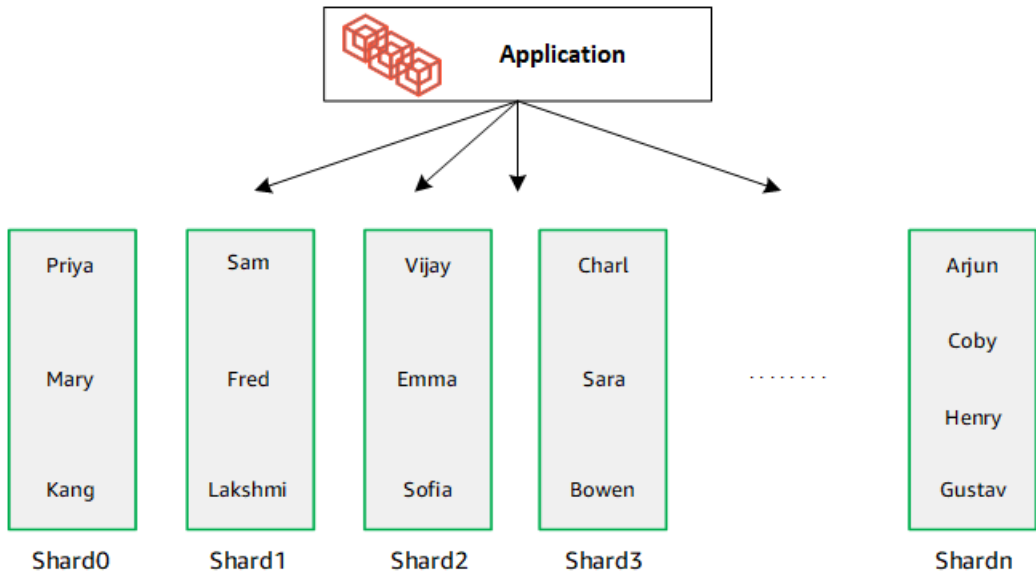 Application
Priya
Sam
Vijay
Charl
Arjun
Coby
Mary
Fred
Emma
Sara
........
Henry
Kang
Lakshmi
Sofia
Bowen
Gustav
Shard0
Shard1
Shard2
Shard3
Shardn